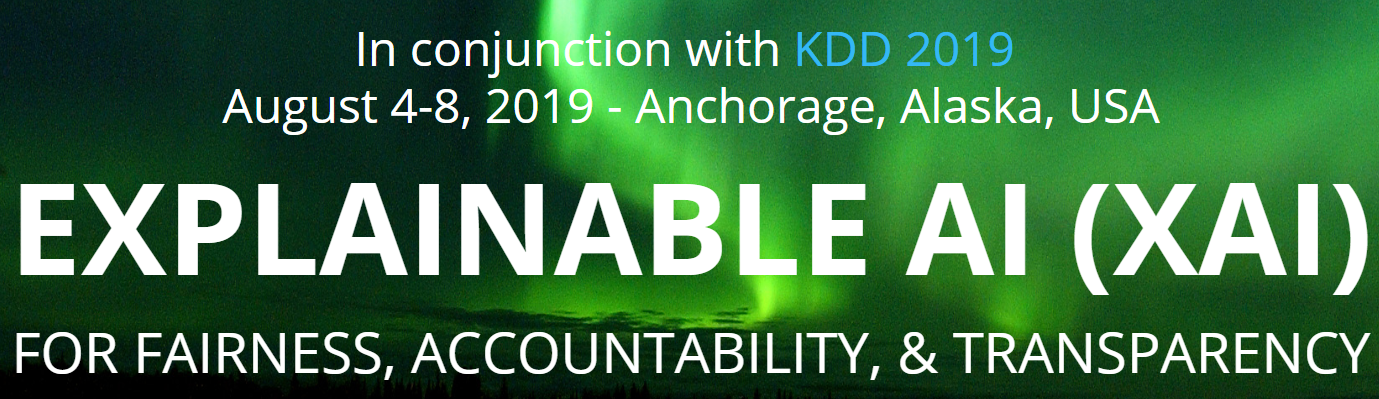 In conjunction with KDD 2019
August 4-8, 2019 - Anchorage, Alaska, USA
EXPLAINABLE AI (XAI)
FOR FAIRNESS, ACCOUNTABILITY, & TRANSPARENCY